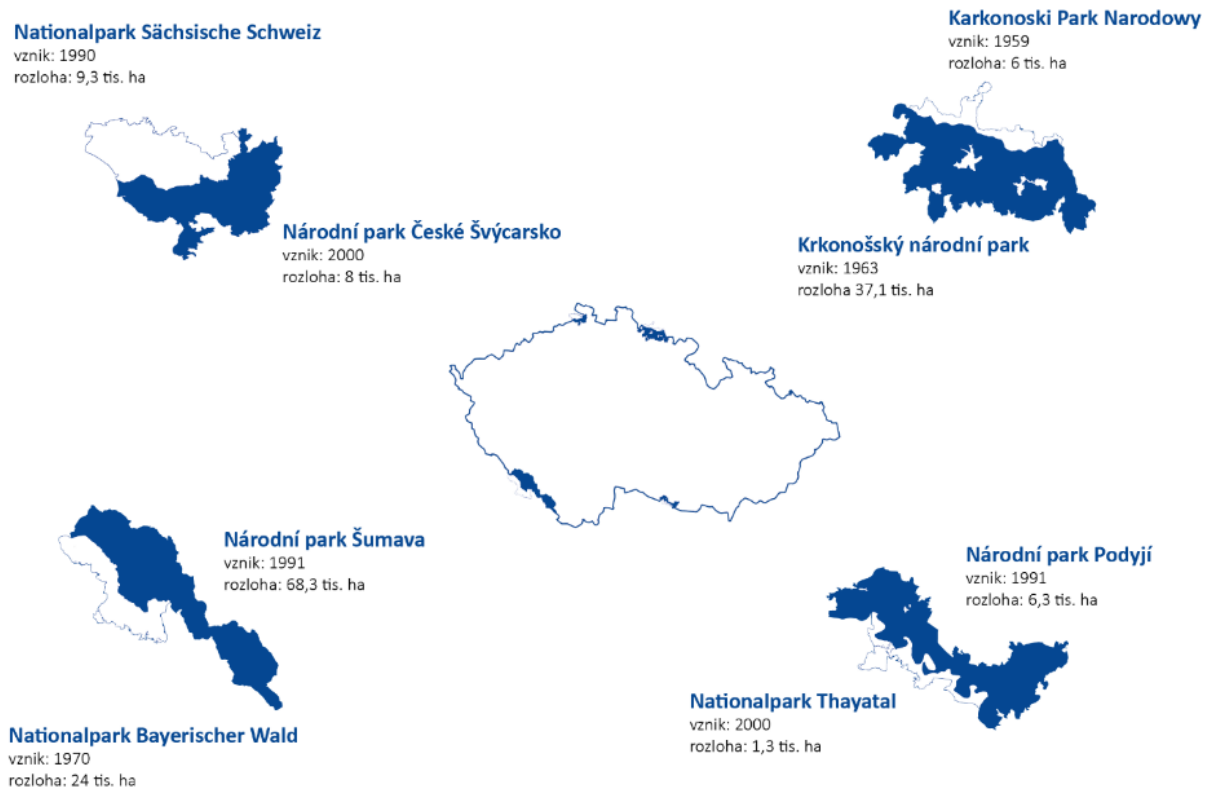 Nationalpark Sächsische Schweiz
vznik: 1990
rozloha: 9,3 tis. ha
Karkonoski Park Narodowy
vznik: 1959
rozloha: 6 tis. ha
Národní park České Švýcarsko
vznik: 2000
rozloha: 8 tis. ha
Krkonošský národní park
vznik: 1963
rozloha 37,1 tis. ha
Národní park Šumava
vznik: 1991
rozloha: 68,3 tis. ha
Národní park Podyjí
vznik: 1991
rozloha: 6,3 tis. ha
Nationalpark Bayerischer Wald
vznik: 1970
rozloha: 24 tis. ha
Nationalpark Thayatal
vznik: 2000
rozloha: 1,3 tis. ha